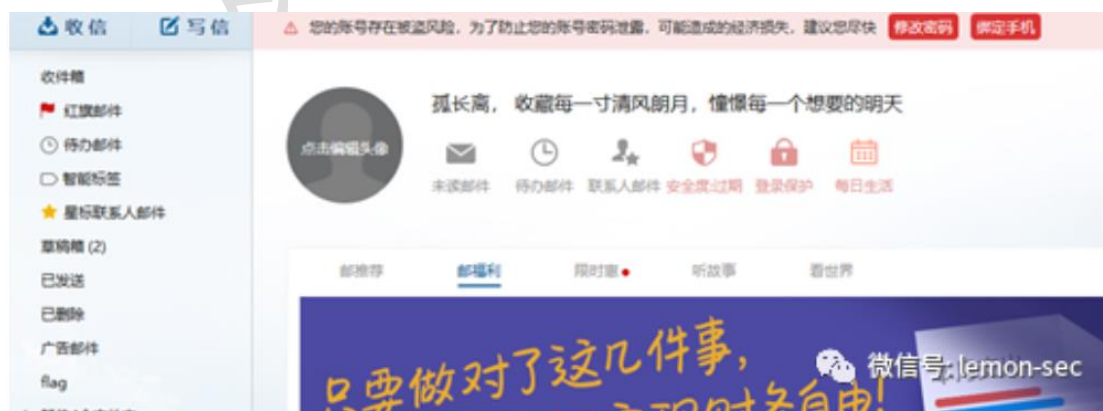 收信 写信
您的账号存在被盗风险，为了防止您的账号密码泄露，可能造成的经济损失，建议您尽快 修改密码 绑定手机
收件箱
红旗邮件
待办邮件
智能标签
星标联系人邮件
草稿箱 (2)
已发送
已删除
广告邮件
flag
孤长离， 收藏每一寸清风朗月，憧憬每一个想要的明天
点击编辑头像
未读邮件 待办邮件 联系人邮件 安全度:过期 登录保护 每日生活
邮推荐 邮福利 限时惠 听故事 看世界
只要做对了这几件事，
财务自由!
微信号: lemon-sec